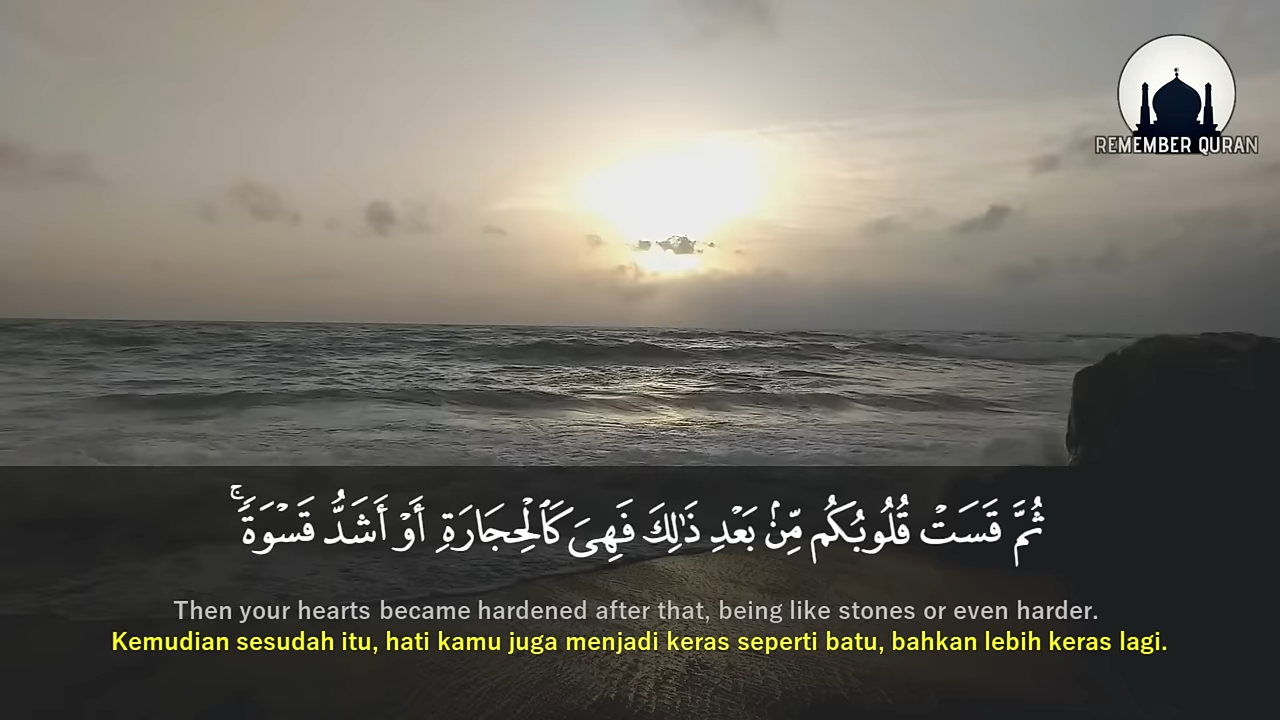 REMEMBER QURAN
ثُمَّ قَسَتْ قُلُوبُكُم مِّنۢ بَعْدِ ذَٰلِكَ فَهِىَ كَٱلْحِجَارَةِ أَوْ أَشَدُّ قَسْوَةً ۚ
Then your hearts became hardened after that, being like stones or even harder.
Kemudian sesudah itu, hati kamu juga menjadi keras seperti batu, bahkan lebih keras lagi.